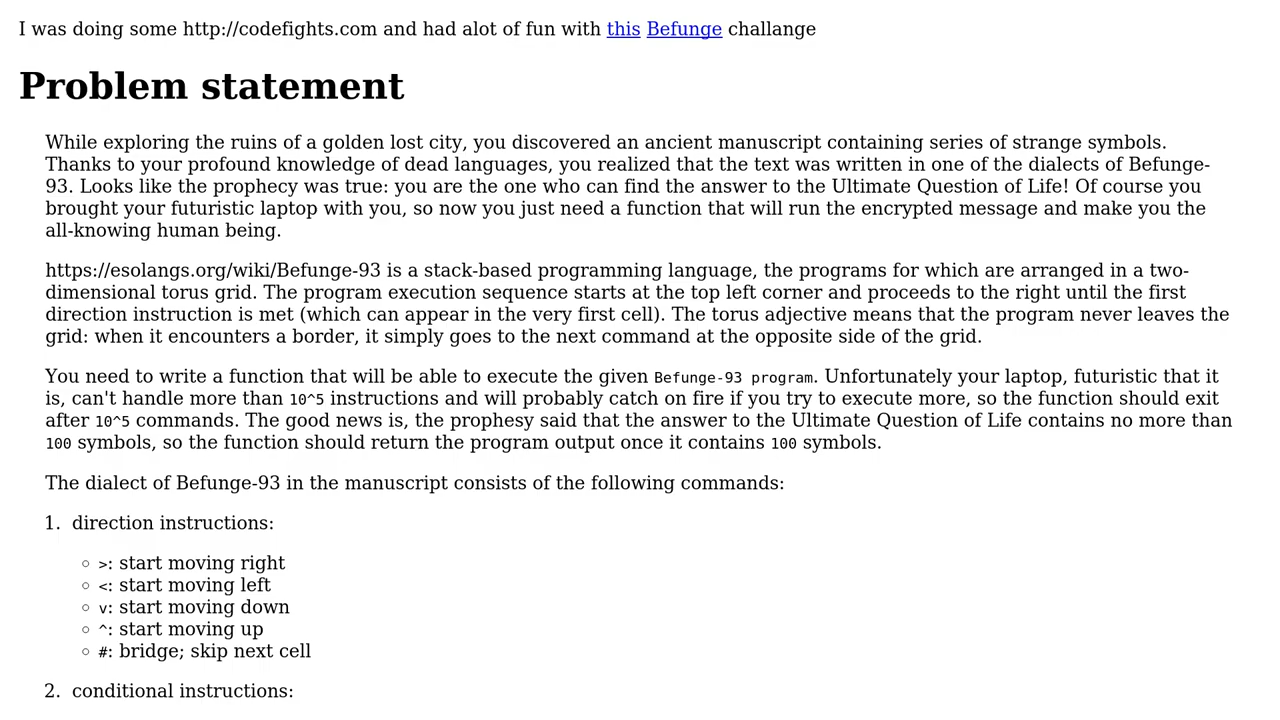 I was doing some http://codefights.com and had alot of fun with this Befunge challange
Problem statement
While exploring the ruins of a golden lost city, you discovered an ancient manuscript containing series of strange symbols.
Thanks to your profound knowledge of dead languages, you realized that the text was written in one of the dialects of Befunge-
93. Looks like the prophecy was true: you are the one who can find the answer to the Ultimate Question of Life! Of course you
brought your futuristic laptop with you, so now you just need a function that will run the encrypted message and make you the
all-knowing human being.
https://esolangs.org/wiki/Befunge-93 is a stack-based programming language, the programs for which are arranged in a two-
dimensional torus grid. The program execution sequence starts at the top left corner and proceeds to the right until the first
direction instruction is met (which can appear in the very first cell). The torus adjective means that the program never leaves the
grid: when it encounters a border, it simply goes to the next command at the opposite side of the grid.
You need to write a function that will be able to execute the given Befunge-93 program. Unfortunately your laptop, futuristic that it
is, can't handle more than 10^5 instructions and will probably catch on fire if you try to execute more, so the function should exit
after 10^5 commands. The good news is, the prophesy said that the answer to the Ultimate Question of Life contains no more than
100 symbols, so the function should return the program output once it contains 100 symbols.
The dialect of Befunge-93 in the manuscript consists of the following commands:
1. direction instructions:
◦ >: start moving right
◦ <: start moving left
◦ v: start moving down
◦ ^: start moving up
◦ #: bridge; skip next cell
2. conditional instructions: